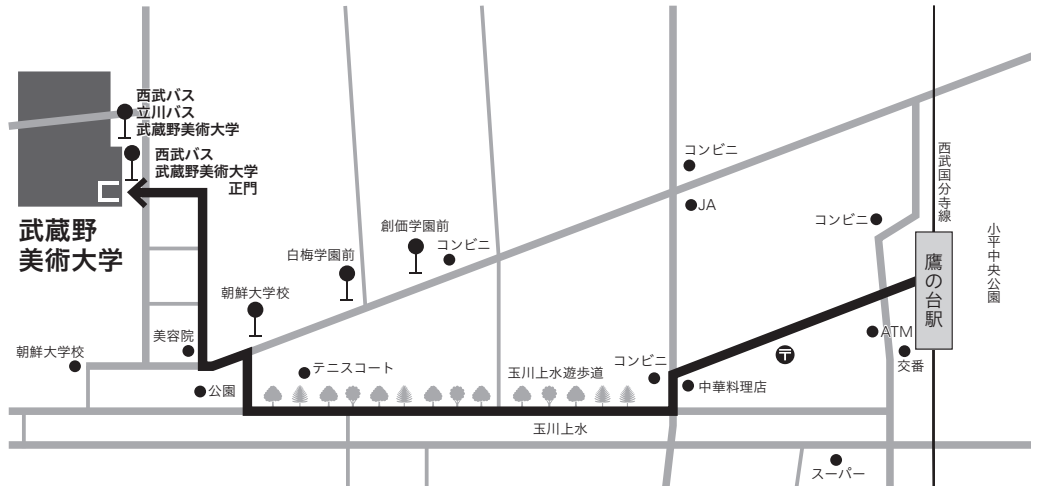 西武バス
立川バス
武蔵野美術大学
西武バス
武蔵野美術大学
正門
武蔵野
美術大学
朝鮮大学校
美容院
公園
朝鮮大学校
白梅学園前
創価学園前
コンビニ
テニスコート
玉川上水遊歩道
コンビニ
中華料理店
玉川上水
コンビニ
JA
コンビニ
西武国分寺線
小平中央公園
鷹の台駅
〒
ATM
交番
スーパー